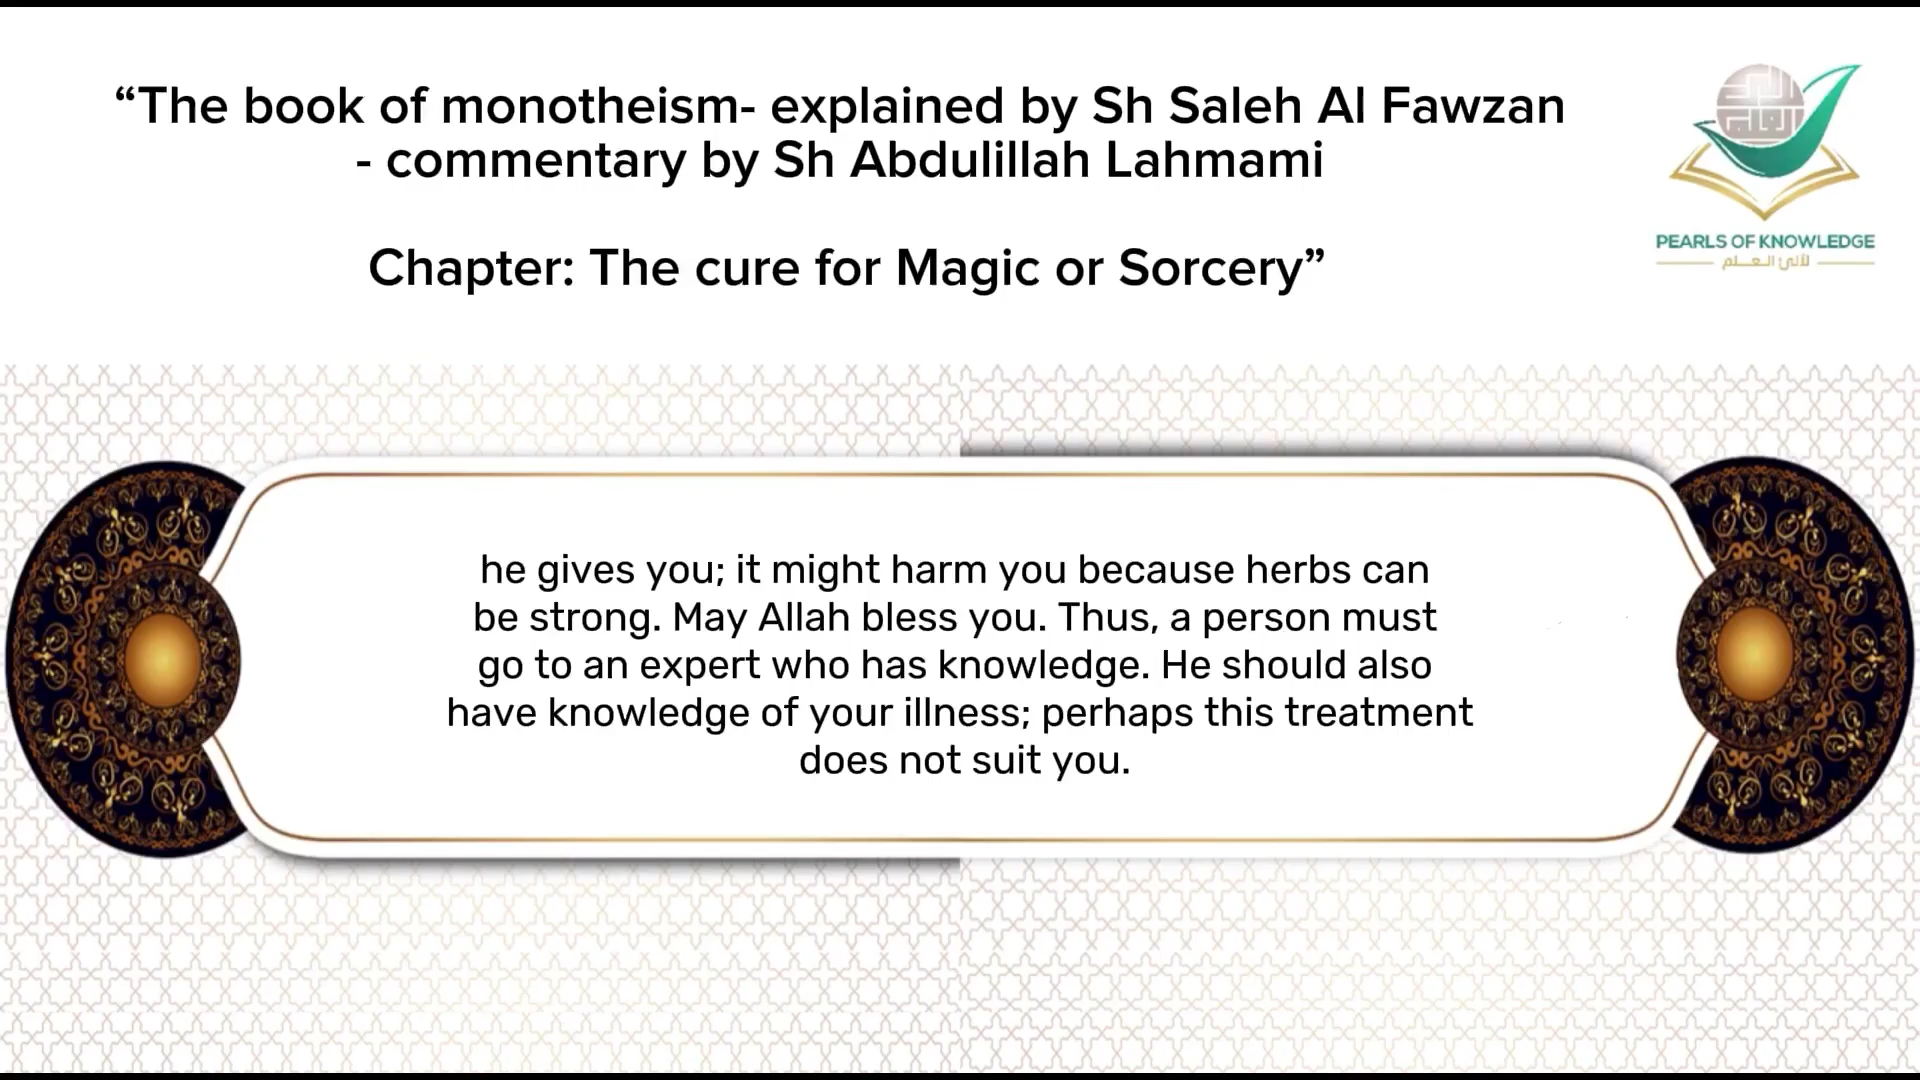 “The book of monotheism- explained by Sh Saleh Al Fawzan
- commentary by Sh Abdulillah Lahmami
Chapter: The cure for Magic or Sorcery”
PEARLS OF KNOWLEDGE
لآلئ العلم
he gives you; it might harm you because herbs can
be strong. May Allah bless you. Thus, a person must
go to an expert who has knowledge. He should also
have knowledge of your illness; perhaps this treatment
does not suit you.